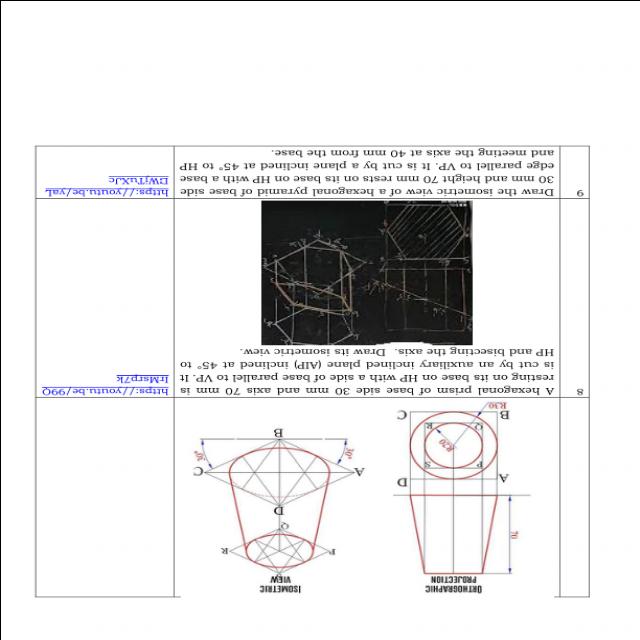 ORTHOGRAPHIC
PROJECTION
ISOMETRIC
VIEW
70
Q
P
R
A
D
D
A
C
P
S
R20
30°
30°
Q
R
B
C
B
R30
8
A hexagonal prism of base side 30 mm and axis 70 mm is
resting on its base on HP with a side of base parallel to VP. It
is cut by an auxiliary inclined plane (AIP) inclined at 45° to
HP and bisecting the axis. Draw its isometric view.
https://youtu.be/99Q
IrMsrp7k
9
Draw the isometric view of a hexagonal pyramid of base side
30 mm and height 70 mm rests on its base on HP with a base
edge parallel to VP. It is cut by a plane inclined at 45° to HP
and meeting the axis at 40 mm from the base.
https://youtu.be/yaL
EWjTuXJc